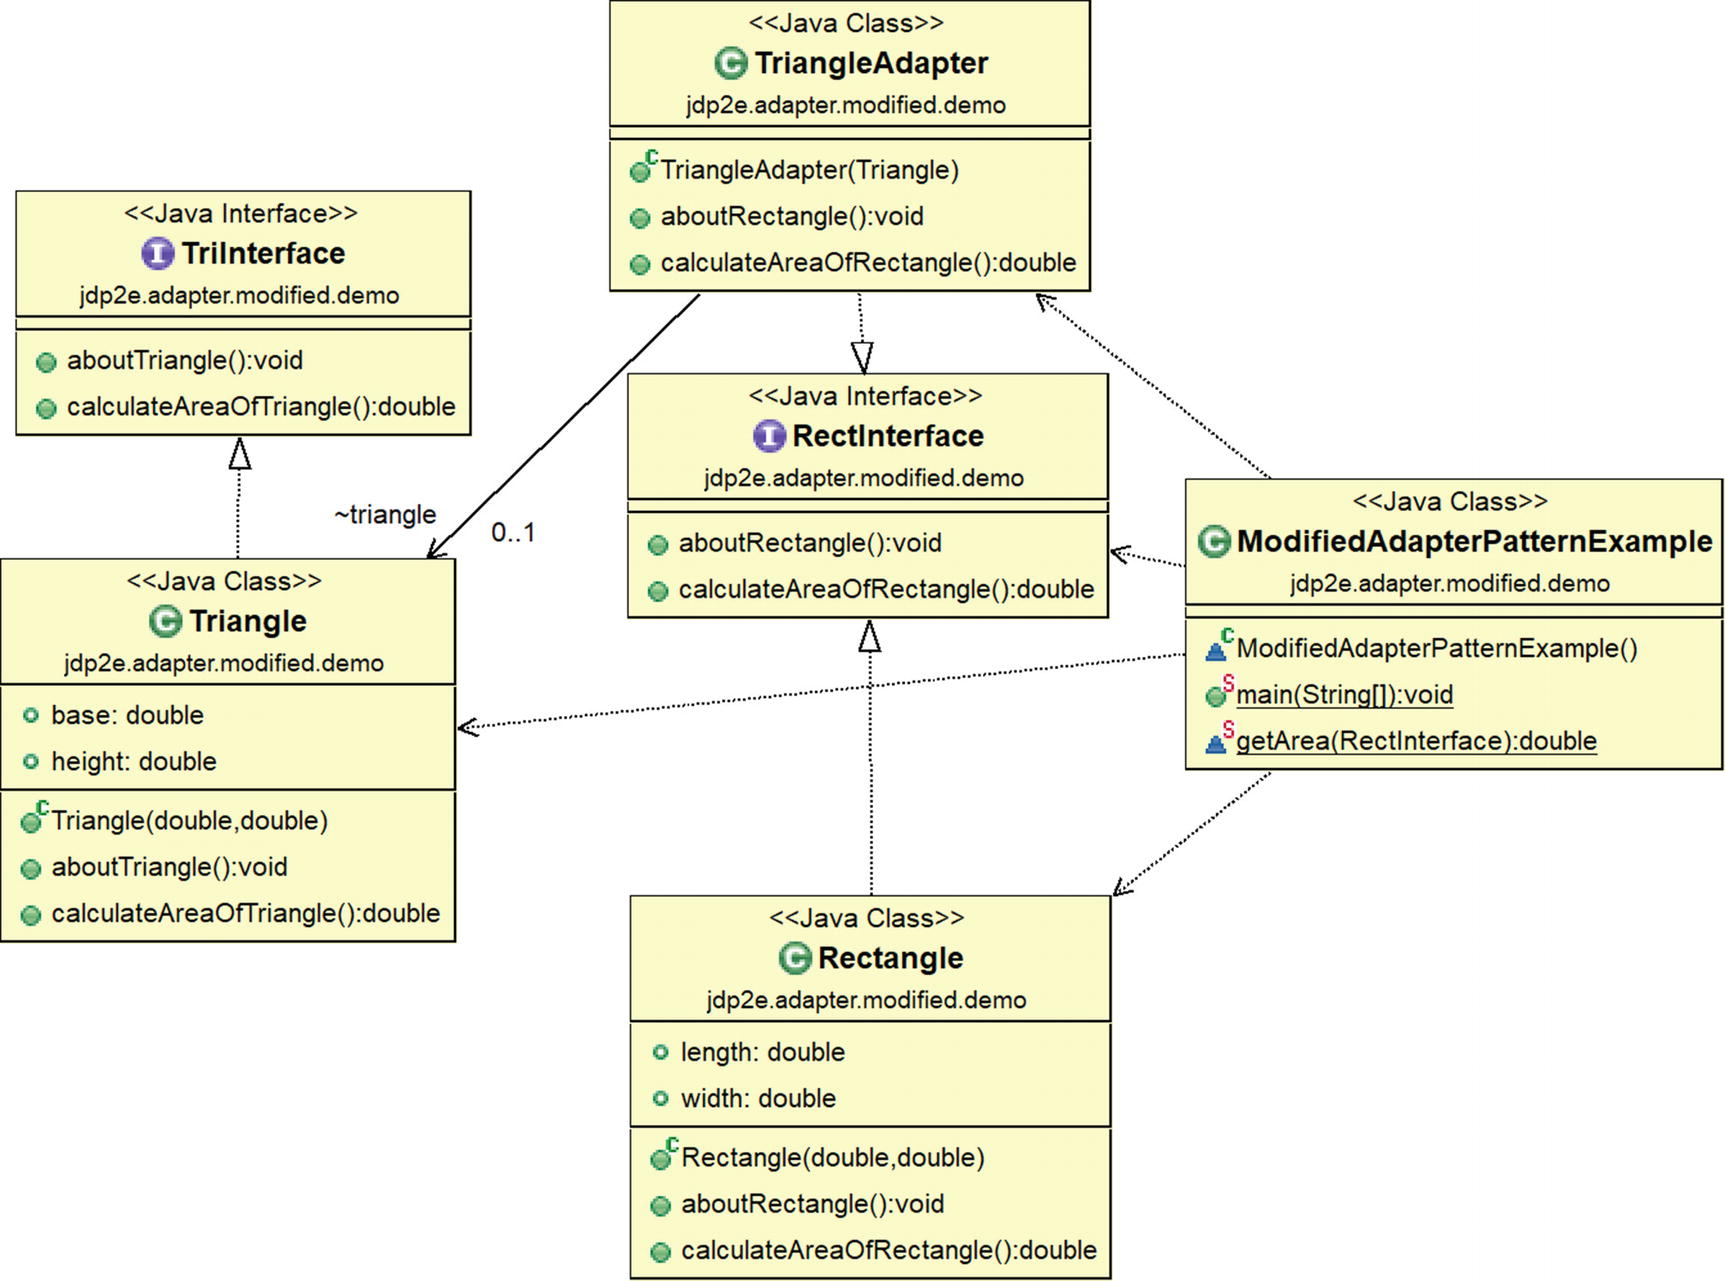 <<Java Class>>
TriangleAdapter
jdp2e.adapter.modified.demo
TriangleAdapter(Triangle)
aboutRectangle():void
calculateAreaOfRectangle():double
<<Java Interface>>
TriInterface
jdp2e.adapter.modified.demo
aboutTriangle():void
calculateAreaOfTriangle():double
<<Java Interface>>
RectInterface
jdp2e.adapter.modified.demo
aboutRectangle():void
calculateAreaOfRectangle():double
<<Java Class>>
ModifiedAdapterPatternExample
jdp2e.adapter.modified.demo
ModifiedAdapterPatternExample()
main(String[]):void
getArea(RectInterface):double
~triangle
0..1
<<Java Class>>
Triangle
jdp2e.adapter.modified.demo
base: double
height: double
Triangle(double,double)
aboutTriangle():void
calculateAreaOfTriangle():double
<<Java Class>>
Rectangle
jdp2e.adapter.modified.demo
length: double
width: double
Rectangle(double,double)
aboutRectangle():void
calculateAreaOfRectangle():double